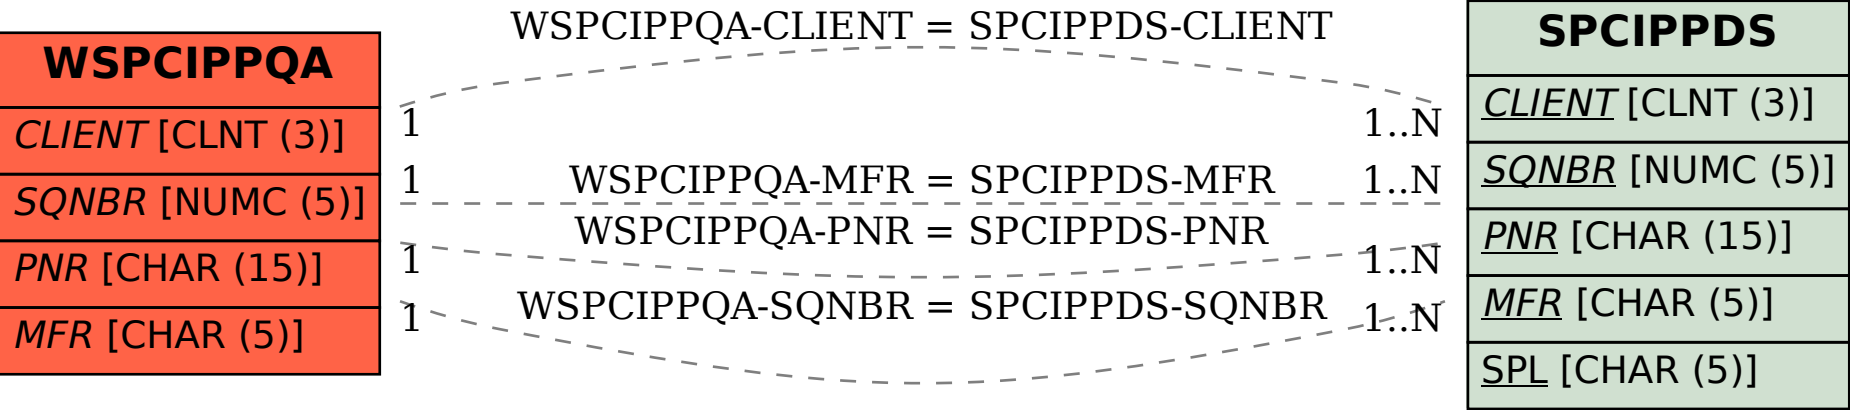 WSPCIPPQA
CLIENT [CLNT (3)]
SQNBR [NUMC (5)]
PNR [CHAR (15)]
MFR [CHAR (5)]
WSPCIPPQA-CLIENT = SPCIPPDS-CLIENT
1
1..N
1
WSPCIPPQA-MFR = SPCIPPDS-MFR
1..N
WSPCIPPQA-PNR = SPCIPPDS-PNR
1
1..N
WSPCIPPQA-SQNBR = SPCIPPDS-SQNBR
1
1..N
SPCIPPDS
CLIENT [CLNT (3)]
SQNBR [NUMC (5)]
PNR [CHAR (15)]
MFR [CHAR (5)]
SPL [CHAR (5)]